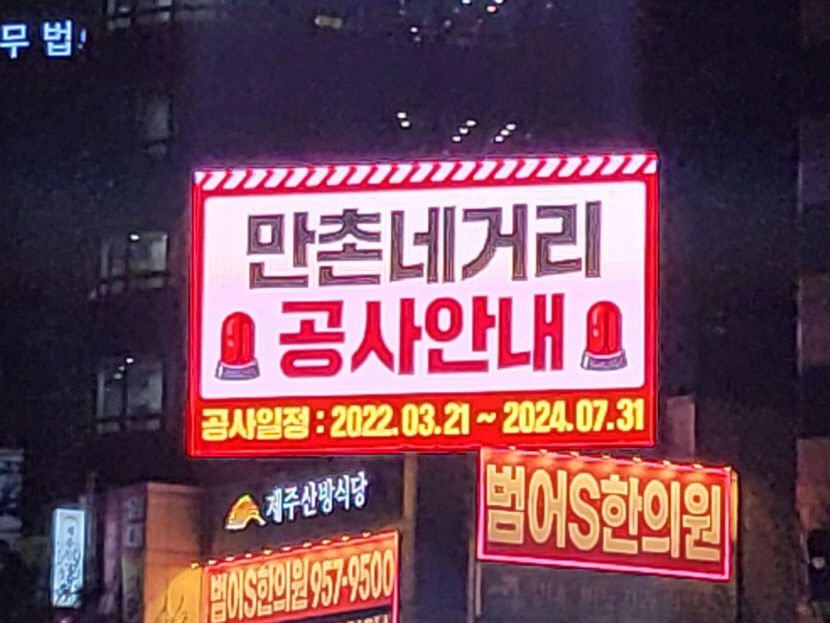 무법
만촌네거리
공사안내
공사일정 : 2022.03.21 ~ 2024.07.31
제주산방식당
범어S한의원
범어S한의원 957-9500